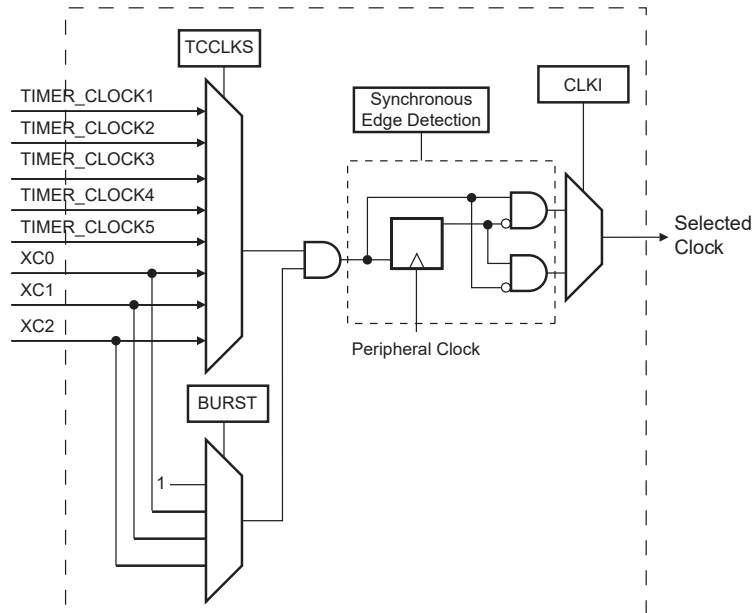 TCCLKS
TIMER_CLOCK1
TIMER_CLOCK2
TIMER_CLOCK3
TIMER_CLOCK4
TIMER_CLOCK5
XC0
XC1
XC2
Synchronous
Edge Detection
CLKI
Selected
Clock
Peripheral Clock
BURST
1